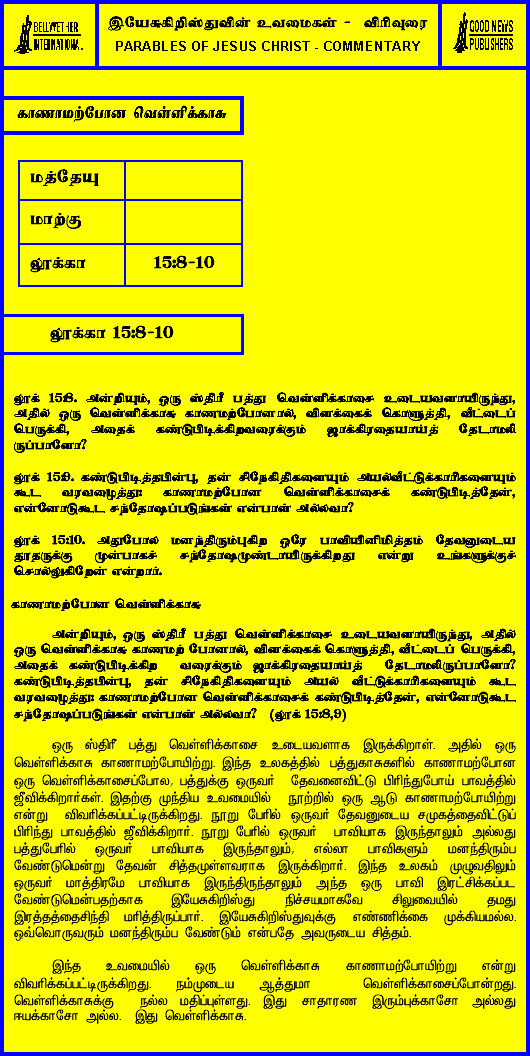 BELLWETHER
INTERNATIONAL
இயேசுகிறிஸ்துவின் உவமைகள் - விரிவுரை
PARABLES OF JESUS CHRIST - COMMENTARY
GOOD NEWS
PUBLISHERS
காணாமற்போன வெள்ளிக்காசு
மத்தேயு
மாற்கு
லூக்கா 15:8-10
லூக்கா 15:8-10
லூக் 15:8. அன்றியும், ஒரு ஸ்திரீ பத்து வெள்ளிக்காசை உடையவளாயிருந்து,
அதில் ஒரு வெள்ளிக்காசு காணமற்போனால், விளக்கைக் கொளுத்தி, வீட்டைப்
பெருக்கி, அதைக் கண்டுபிடிக்கிறவரைக்கும் ஜாக்கிரதையாய்த் தேடாமலி
ருப்பாளோ?
லூக் 15:9. கண்டுபிடித்தபின்பு, தன் சிநேகிதிகளையும் அயல்வீட்டுக்காரிகளையும்
கூட வரவழைத்து: காணாமற்போன வெள்ளிக்காசைக் கண்டுபிடித்தேன்,
என்னோடுகூட சந்தோஷப்படுங்கள் என்பாள் அல்லவா?
லூக் 15:10. அதுபோல மனந்திரும்புகிற ஒரே பாவியினிமித்தம் தேவனுடைய
தூதருக்கு முன்பாகச் சந்தோஷமுண்டாயிருக்கிறது என்று உங்களுக்குச்
சொல்லுகிறேன் என்றார்.
காணாமற்போன வெள்ளிக்காசு
அன்றியும், ஒரு ஸ்திரீ பத்து வெள்ளிக்காசை உடையவளாயிருந்து, அதில்
ஒரு வெள்ளிக்காசு காணமற் போனால், விளக்கைக் கொளுத்தி, வீட்டைப் பெருக்கி,
அதைக் கண்டுபிடிக்கிற வரைக்கும் ஜாக்கிரதையாய்த் தேடாமலிருப்பாளோ?
கண்டுபிடித்தபின்பு, தன் சிநேகிதிகளையும் அயல் வீட்டுக்காரிகளையும் கூட
வரவழைத்து: காணாமற்போன வெள்ளிக்காசைக் கண்டுபிடித்தேன், என்னோடுகூட
சந்தோஷப்படுங்கள் என்பாள் அல்லவா? (லூக் 15:8,9)
ஒரு ஸ்திரீ பத்து வெள்ளிக்காசை உடையவளாக இருக்கிறாள். அதில் ஒரு
வெள்ளிக்காசு காணாமற்போயிற்று. இந்த உலகத்தில் பத்துகாசுகளில் காணாமற்போன
ஒரு வெள்ளிக்காசைப்போல, பத்துக்கு ஒருவர் தேவனைவிட்டு பிரிந்துபோய் பாவத்தில்
ஜீவிக்கிறார்கள். இதற்கு முந்திய உவமையில் நூற்றில் ஒரு ஆடு காணாமற்போயிற்று
என்று விவரிக்கப்பட்டிருக்கிறது. நூறு பேரில் ஒருவர் தேவனுடைய சமுகத்தைவிட்டுப்
பிரிந்து பாவத்தில் ஜீவிக்கிறார். நூறு பேரில் ஒருவர் பாவியாக இருந்தாலும் அல்லது
பத்துபேரில் ஒருவர் பாவியாக இருந்தாலும், எல்லா பாவிகளும் மனந்திரும்ப
வேண்டுமென்று தேவன் சித்தமுள்ளவராக இருக்கிறார். இந்த உலகம் முழுவதிலும்
ஒருவர் மாத்திரமே பாவியாக இருந்திருந்தாலும் அந்த ஒரு பாவி இரட்சிக்கப்பட
வேண்டுமென்பதற்காக இயேசுகிறிஸ்து நிச்சயமாகவே சிலுவையில் தமது
இரத்தத்தைசிந்தி மரித்திருப்பார். இயேசுகிறிஸ்துவுக்கு எண்ணிக்கை முக்கியமல்ல.
ஒவ்வொருவரும் மனந்திரும்ப வேண்டும் என்பதே அவருடைய சித்தம்.
இந்த உவமையில் ஒரு வெள்ளிக்காசு காணாமற்போயிற்று என்று
விவரிக்கப்பட்டிருக்கிறது. நம்முடைய ஆத்துமா வெள்ளிக்காசைப்போன்றது.
வெள்ளிக்காசுக்கு நல்ல மதிப்புள்ளது. இது சாதாரண இரும்புக்காசோ அல்லது
ஈயக்காசோ அல்ல. இது வெள்ளிக்காசு.